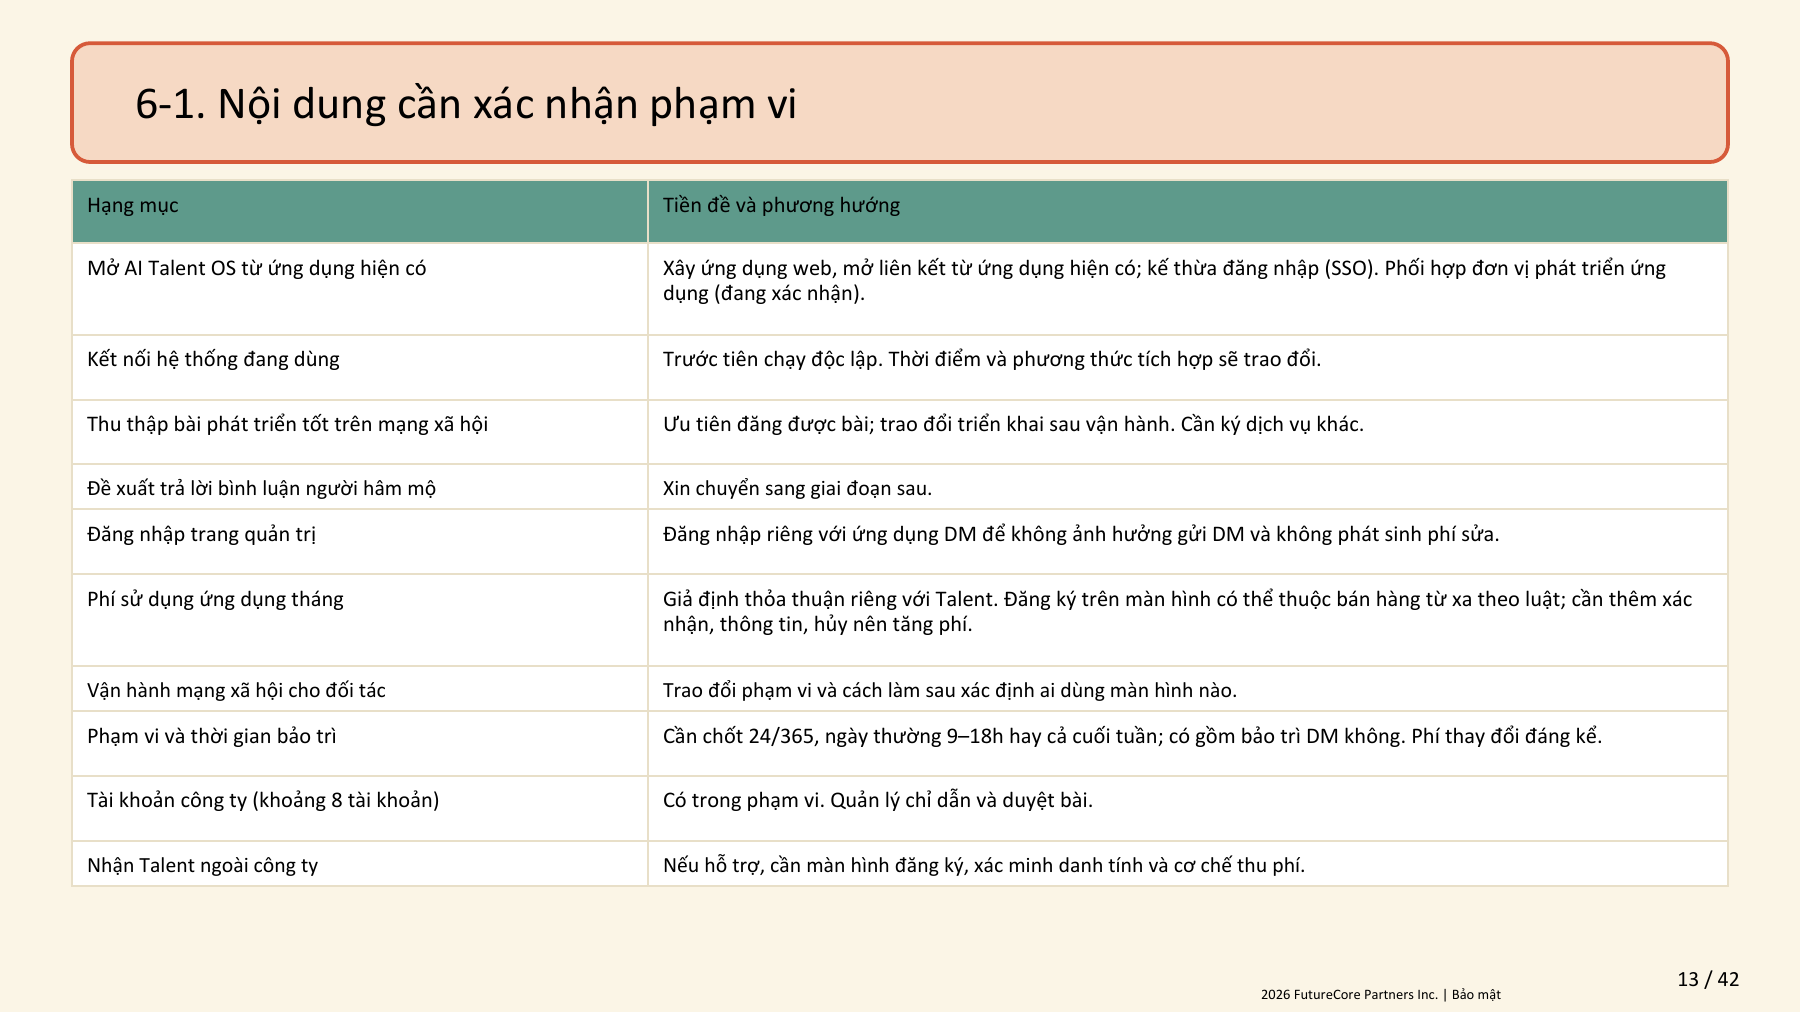 6-1. Nội dung cần xác nhận phạm vi
Hạng mục
Tiền đề và phương hướng
Mở AI Talent OS từ ứng dụng hiện có
Xây ứng dụng web, mở liên kết từ ứng dụng hiện có; kế thừa đăng nhập (SSO). Phối hợp đơn vị phát triển ứng
dụng (đang xác nhận).
Kết nối hệ thống đang dùng
Trước tiên chạy độc lập. Thời điểm và phương thức tích hợp sẽ trao đổi.
Thu thập bài phát triển tốt trên mạng xã hội
Ưu tiên đăng được bài; trao đổi triển khai sau vận hành. Cần ký dịch vụ khác.
Đề xuất trả lời bình luận người hâm mộ
Xin chuyển sang giai đoạn sau.
Đăng nhập trang quản trị
Đăng nhập riêng với ứng dụng DM để không ảnh hưởng gửi DM và không phát sinh phí sửa.
Phí sử dụng ứng dụng tháng
Giả định thỏa thuận riêng với Talent. Đăng ký trên màn hình có thể thuộc bán hàng từ xa theo luật; cần thêm xác
nhận, thông tin, hủy nên tăng phí.
Vận hành mạng xã hội cho đối tác
Trao đổi phạm vi và cách làm sau xác định ai dùng màn hình nào.
Phạm vi và thời gian bảo trì
Cần chốt 24/365, ngày thường 9–18h hay cả cuối tuần; có gồm bảo trì DM không. Phí thay đổi đáng kể.
Tài khoản công ty (khoảng 8 tài khoản)
Có trong phạm vi. Quản lý chỉ dẫn và duyệt bài.
Nhận Talent ngoài công ty
Nếu hỗ trợ, cần màn hình đăng ký, xác minh danh tính và cơ chế thu phí.
13 / 42
2026 FutureCore Partners Inc. | Bảo mật